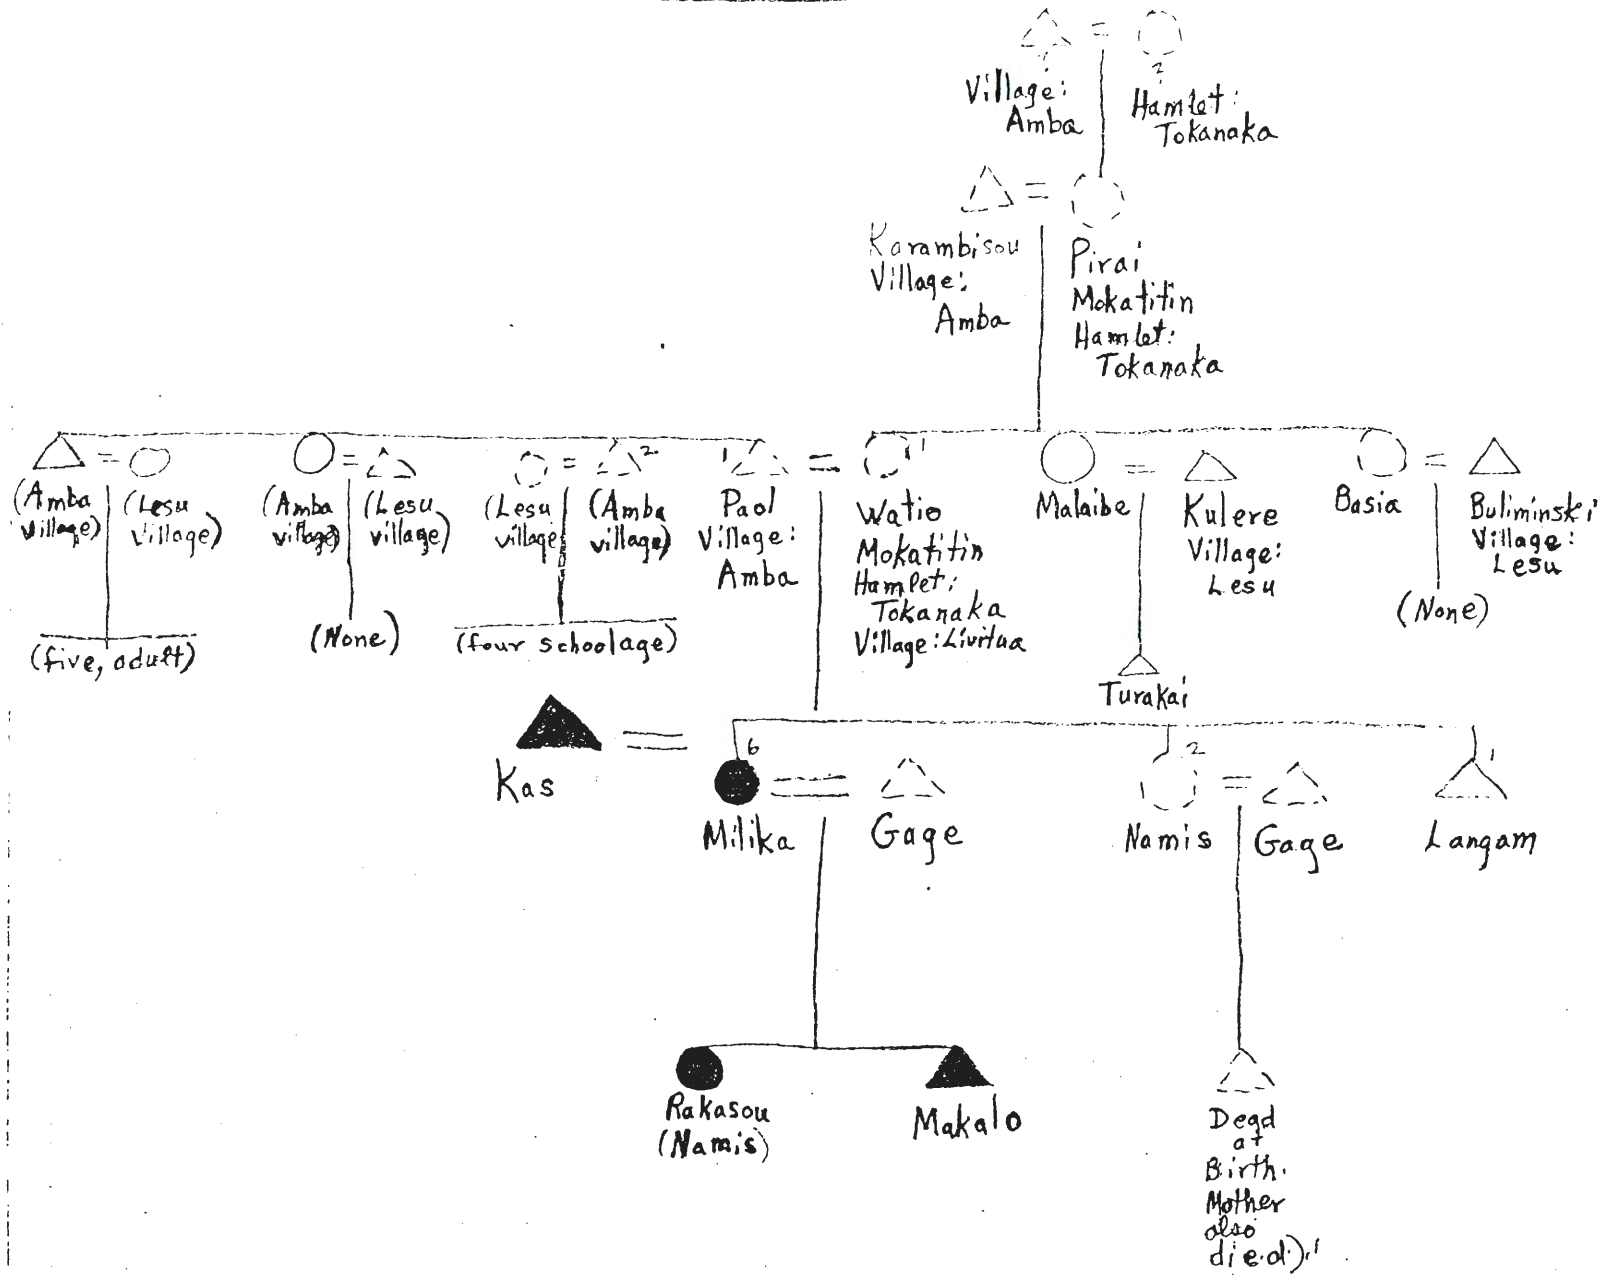 2
Village:
Amba
Hamlet:
Tokanaka
Karambisou
Village:
Amba
Pirai
Mokatitin
Hamlet:
Tokanaka
(Amba
Village)
(Lesu
Village)
(Amba
village)
(Lesu
village)
(Lesu
village
2
(Amba
village)
1
Paol
Village:
Amba
1
Watio
Mokatitin
Hamlet:
Tokanaka
Village: Livitua
Malaibe
Kulere
Village:
Lesu
Basia
Buliminski
Village:
Lesu
(five, adult)
(None)
(four schoolage)
Turakai
(None)
Kas
6
Milika
Gage
2
Namis
Gage
1
Langam
Rakasou
(Namis)
Makalo
Dead
at
Birth.
Mother
also
died).1